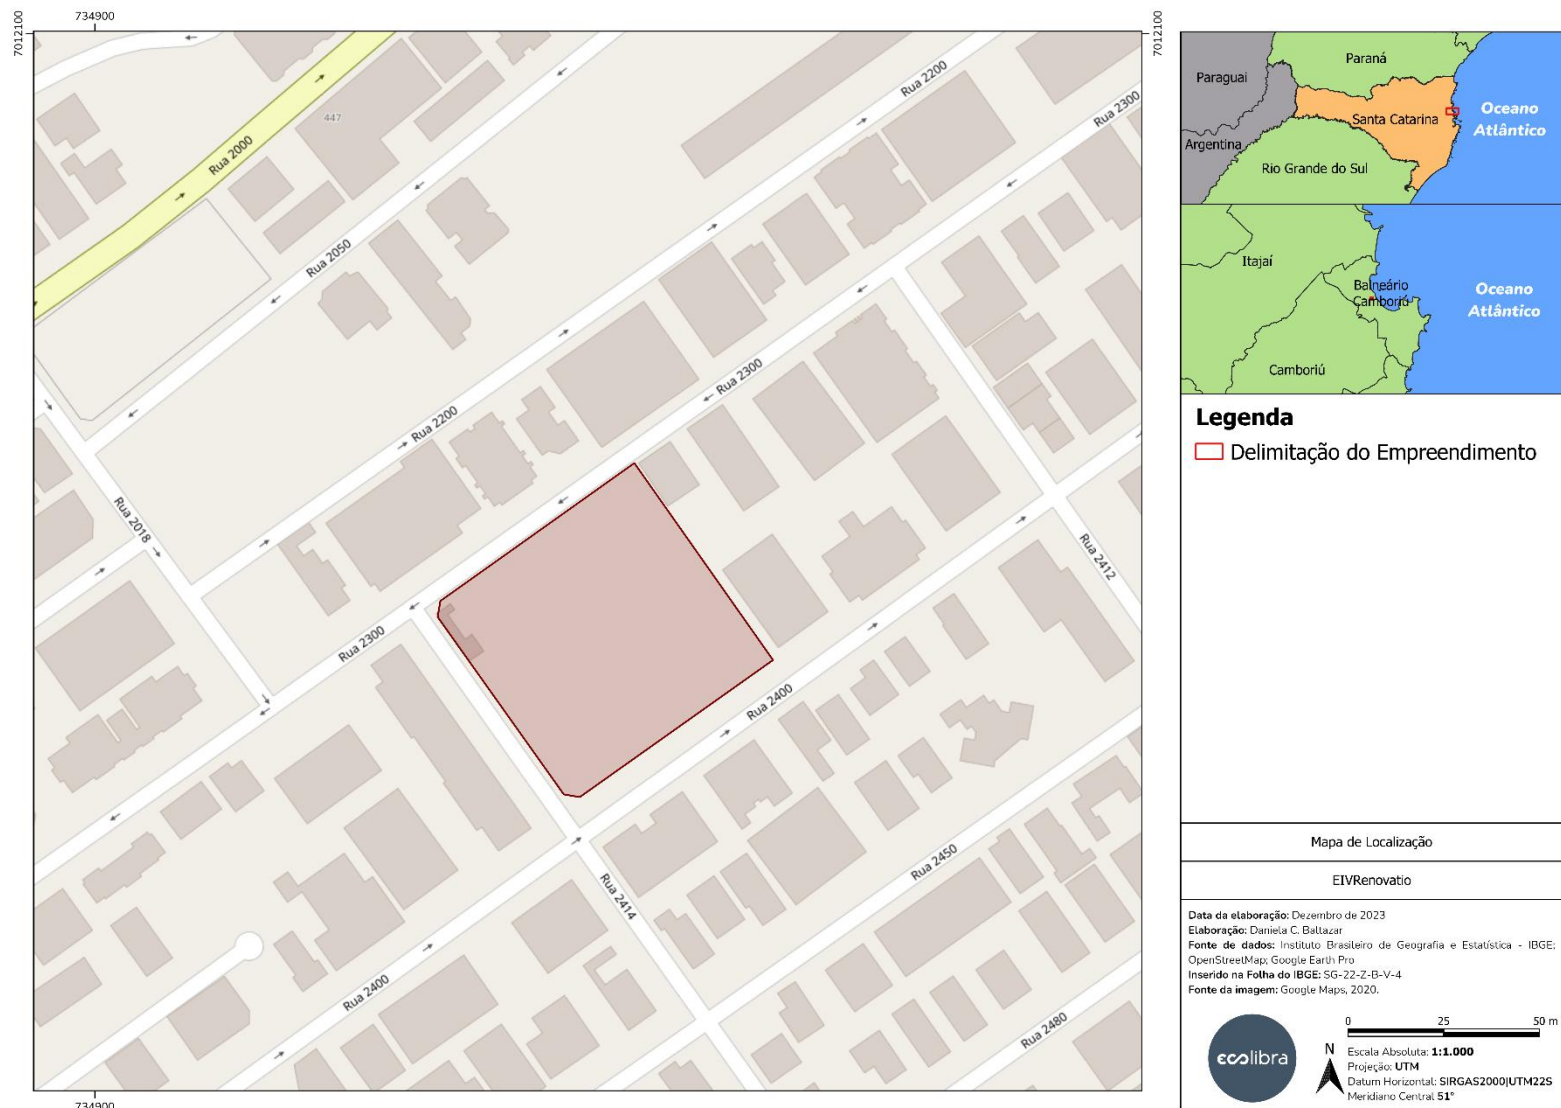 734900
7012100
7012100
447
Rua 2000
Rua 2050
Rua 2200
Rua 2300
Rua 2200
Rua 2300
Rua 2018
Rua 2300
Rua 2412
Rua 2400
Rua 2450
Rua 2414
Rua 2400
Rua 2480
734900
Paraguai
Paraná
Santa Catarina
Oceano
Atlântico
Argentina
Rio Grande do Sul
Itajaí
Balneário
Camboriú
Oceano
Atlântico
Camboriú
Legenda
Delimitação do Empreendimento
Mapa de Localização
EIVRenovatio
Data da elaboração: Dezembro de 2023
Elaboração: Daniela C. Baltazar
Fonte de dados: Instituto Brasileiro de Geografia e Estatística - IBGE;
OpenStreetMap; Google Earth Pro
Inserido na Folha do IBGE: SG-22-Z-B-V-4
Fonte da imagem: Google Maps, 2020.
ecolibra
0 25 50 m
N
Escala Absoluta: 1:1.000
Projeção: UTM
Datum Horizontal: SIRGAS2000|UTM22S
Meridiano Central 51°